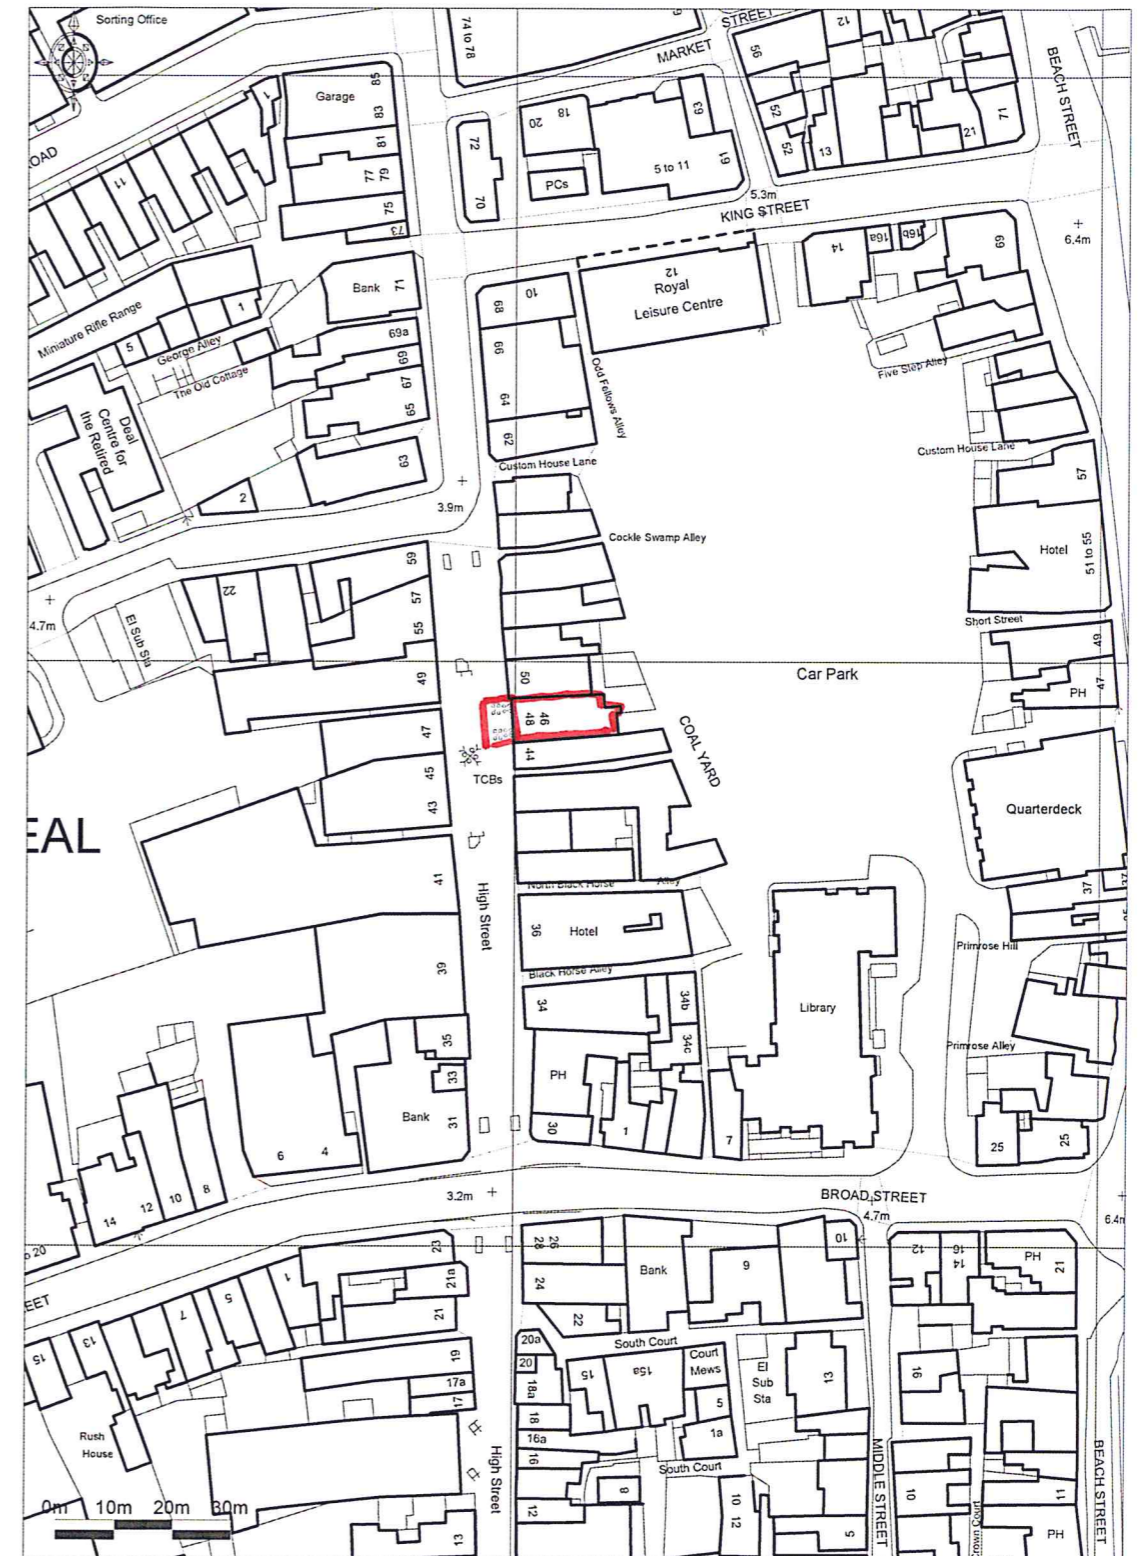 Sorting Office
74 to 78
9
STREET
MARKET
56
12
BEACH STREET
1
85
Garage
83
81
77
79
75
73
11
OAD
72
70
20
18
PCs
63
5 to 11
61
52
52
13
21
71
5.3m
KING STREET
6.4m
14
16a
16b
69
12
Royal
Leisure Centre
10
68
66
64
62
Bank
71
Miniature Rifle Range
1
5
George Alley
The Old Cottage
69a
69
67
65
63
Deal
Centre for
the Retired
2
Odd Fellows Alley
Five Step Alley
Custom House Lane
Custom House Lane
3.9m
57
Cockle Swamp Alley
Hotel
51 to 55
59
57
55
22
4.7m
El Sub Sta
Short Street
49
47
PH
49
50
Car Park
48
46
44
47
TCBs
45
43
COAL YARD
Quarterdeck
EAL
41
High Street
North Black Horse Alley
36
Hotel
37
Primrose Hill
39
Black Horse Alley
34
34b
34c
Library
Primrose Alley
35
33
31
Bank
PH
30
1
7
25
25
6
4
14
12
10
8
3.2m
BROAD STREET
4.7m
6.4m
20
23
28
26
Bank
9
10
12
16
14
PH
21
EET
15
13
7
5
1
21a
21
24
22
South Court
19
17a
17
20a
20
18a
18
16a
16
12
15
15a
Court
Mews
5
1a
El
Sub
Sta
13
16
Rush
House
High Street
South Court
8
10
12
MIDDLE STREET
BEACH STREET
10
11
5
PH
13
0m 10m 20m 30m